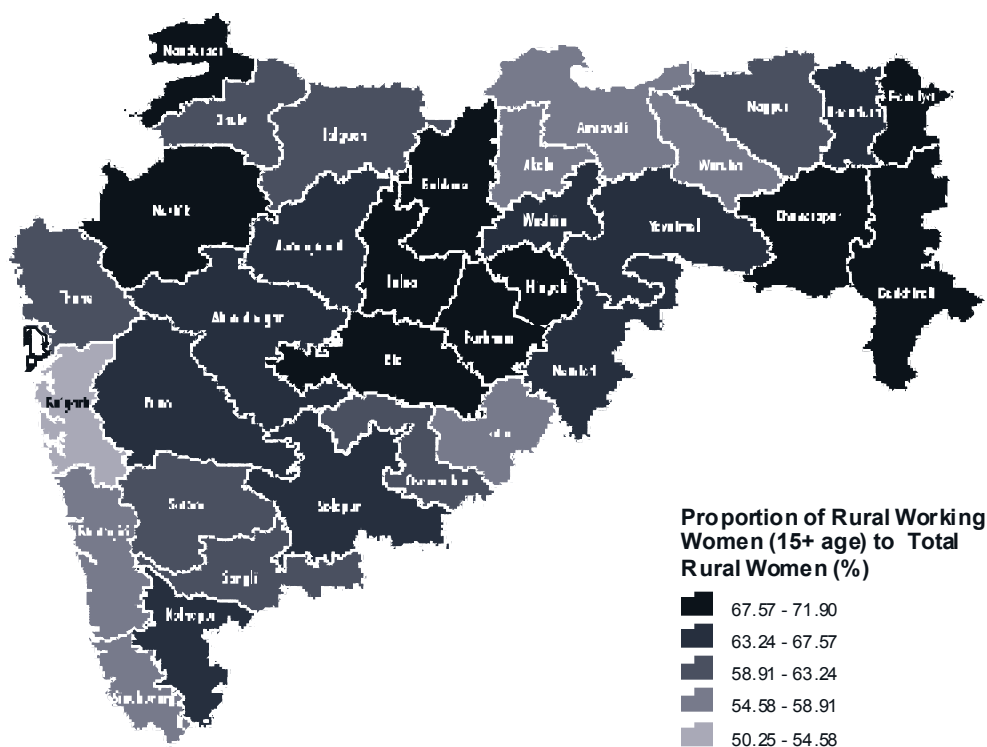 Nandurbar
Dhule
Jalgaon
Nagpur
Gondiya
Amravati
Akola
Wardha
Buldana
Nashik
Washim
Yavatmal
Chandrapur
Aurangabad
Jalna
Hingoli
Gadchiroli
Thane
Ahmadnagar
Parbhani
Bid
Nanded
Raigarh
Pune
Latur
Osmanabad
Satara
Solapur
Ratnagiri
Sangli
Kolhapur
Sindhudurg
Proportion of Rural Working
Women (15+ age) to Total
Rural Women (%)
67.57 - 71.90
63.24 - 67.57
58.91 - 63.24
54.58 - 58.91
50.25 - 54.58